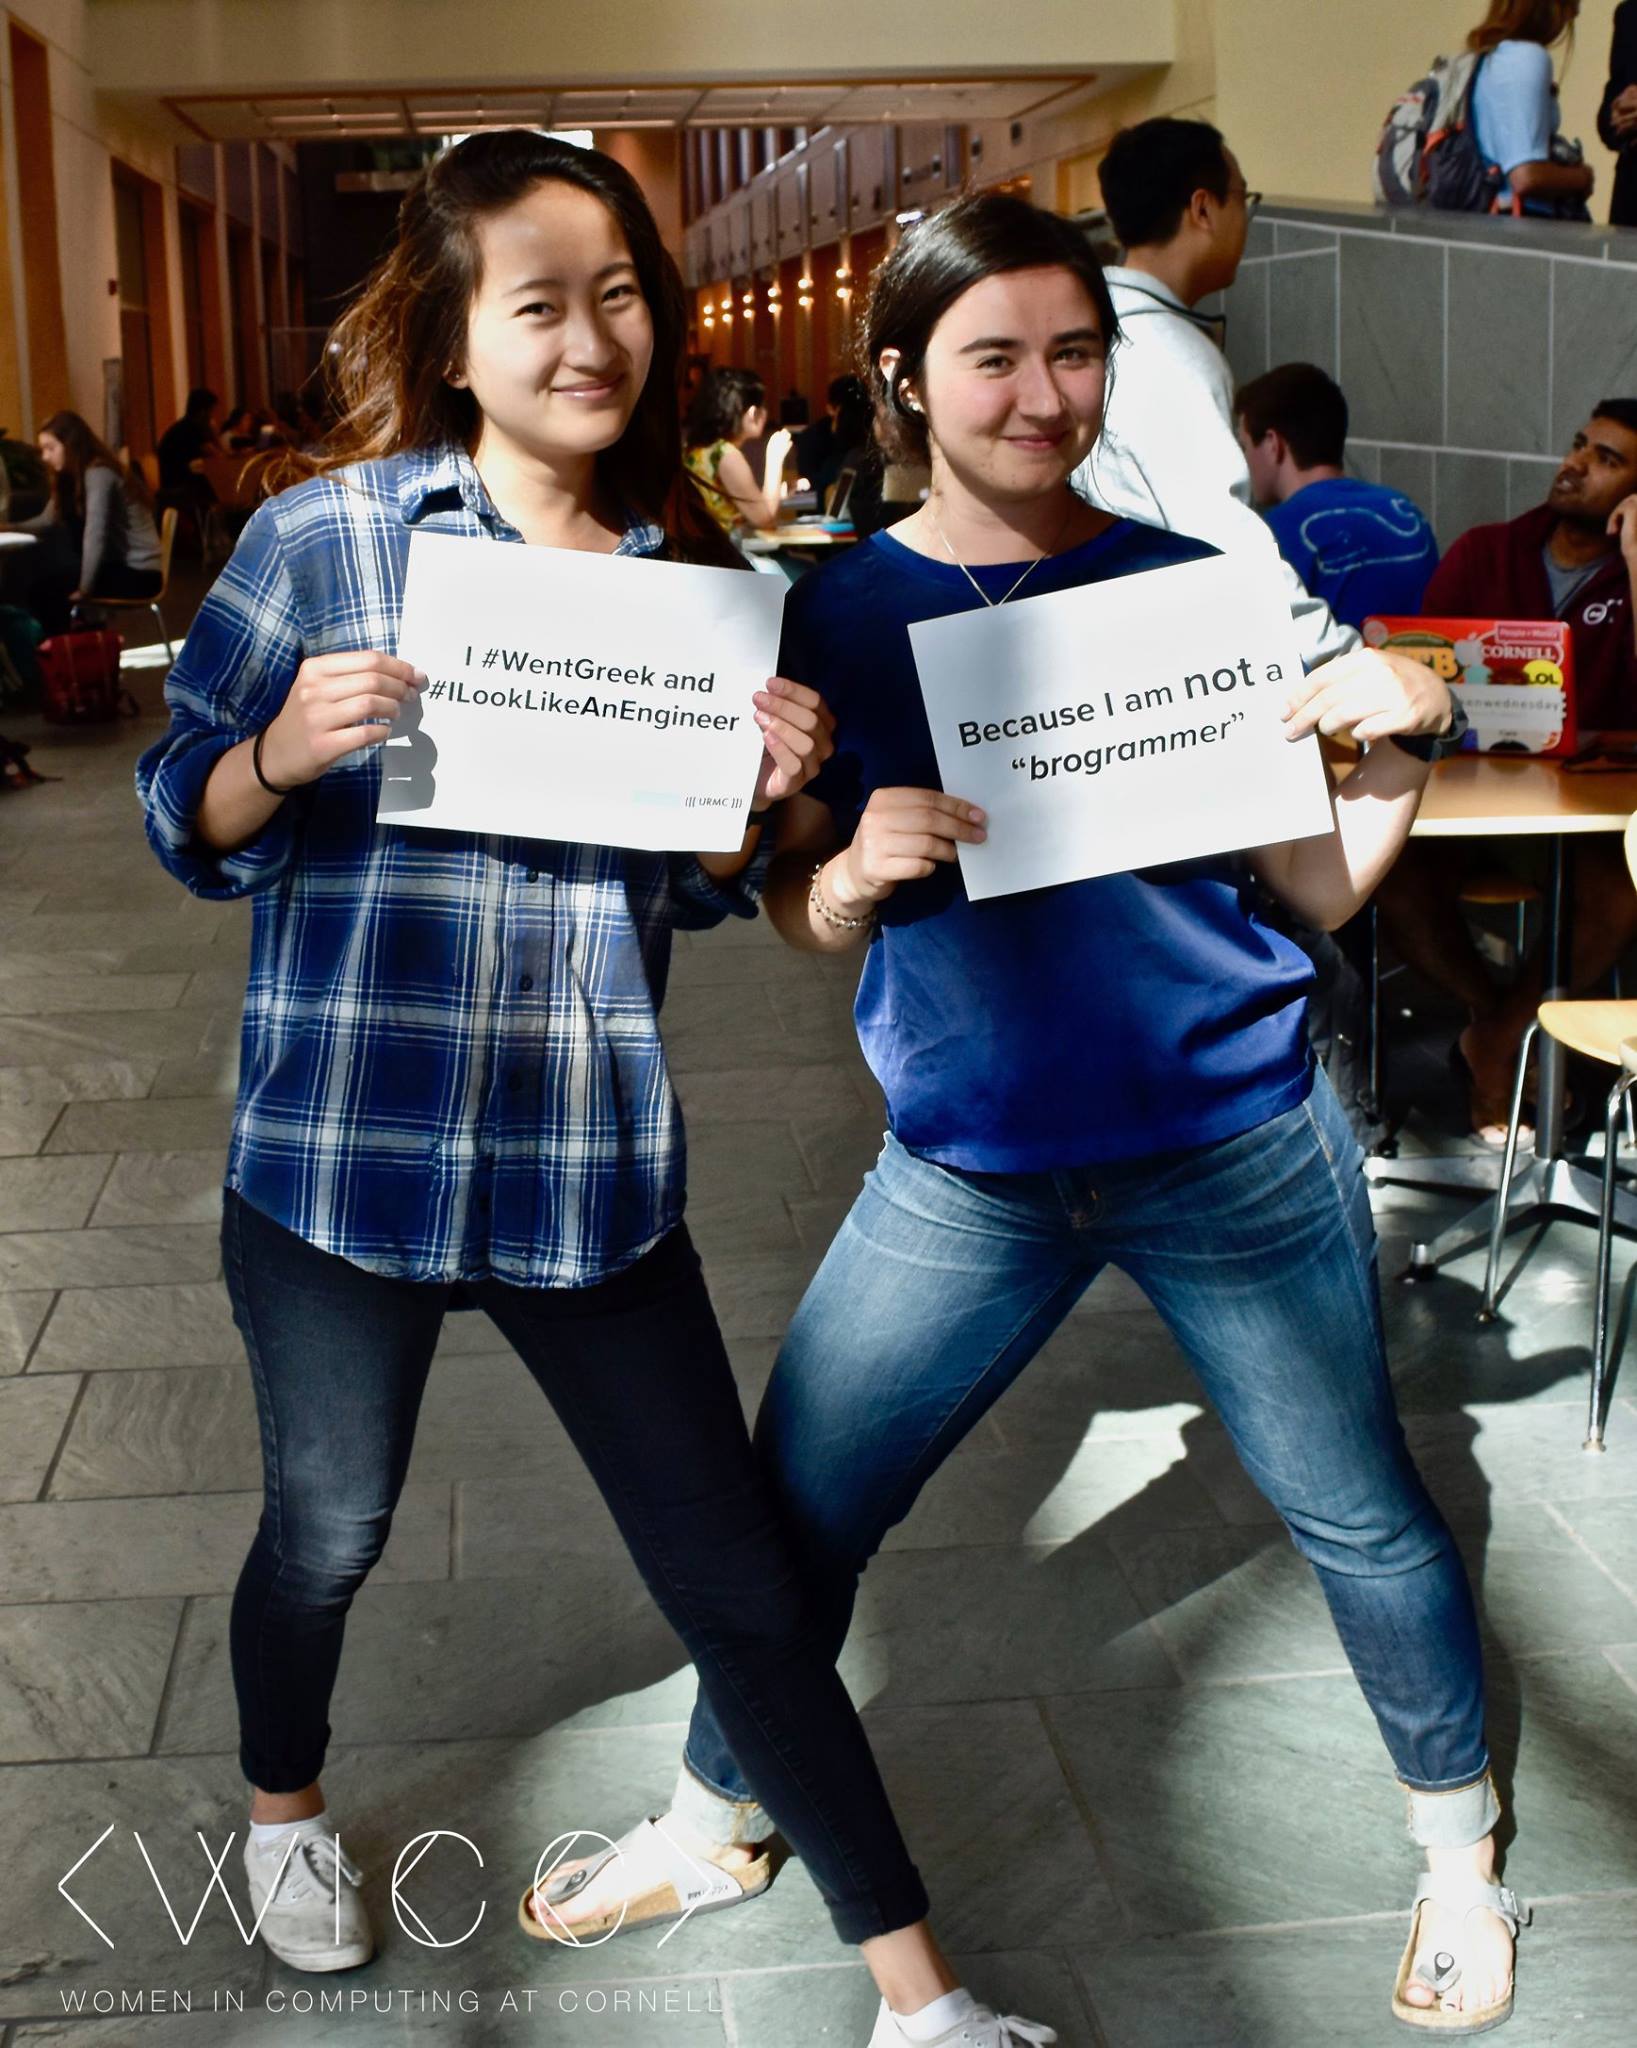 I #WentGreek and
#ILookLikeAnEngineer
{[[ URMC ]]}
Because I am not a
"brogrammer"
CORNELL
LOL
<WICC>
WOMEN IN COMPUTING AT CORNELL